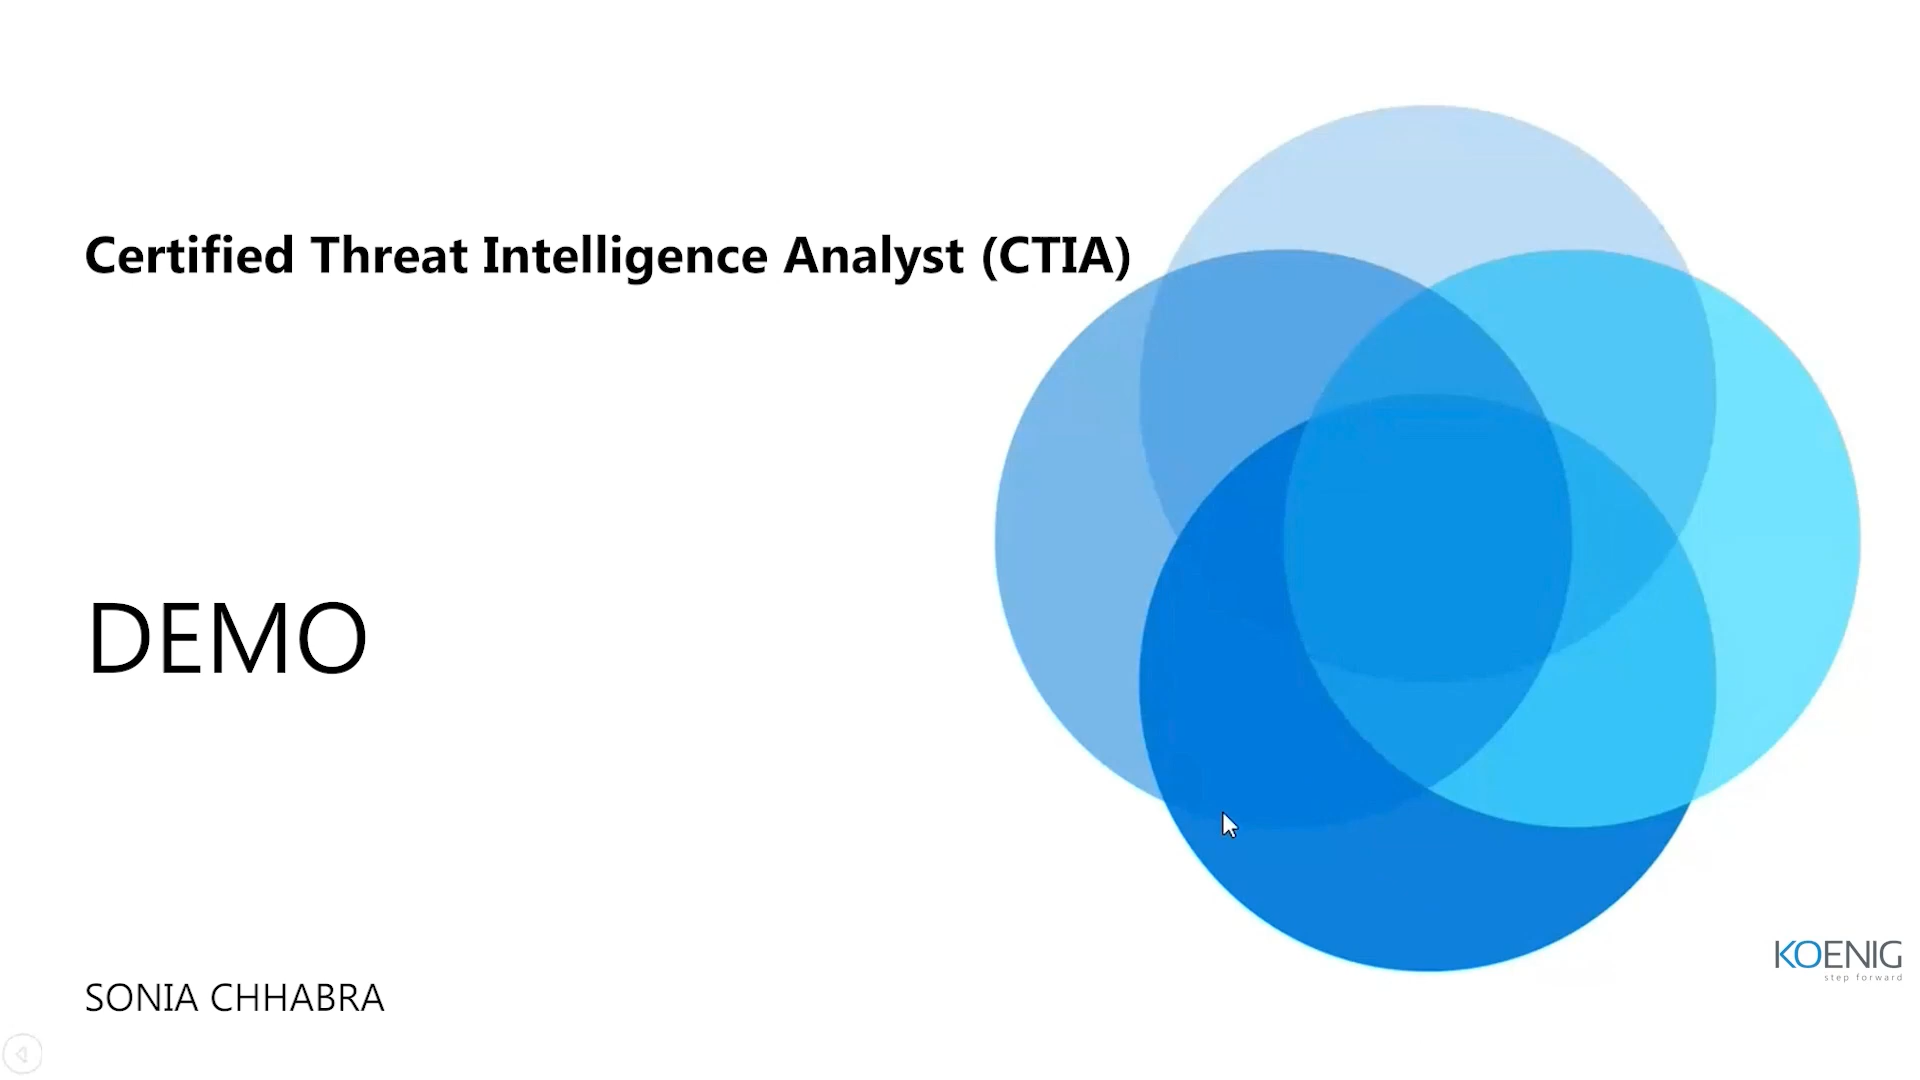 Certified Threat Intelligence Analyst (CTIA)
DEMO
SONIA CHHABRA
KOENIG
step forward